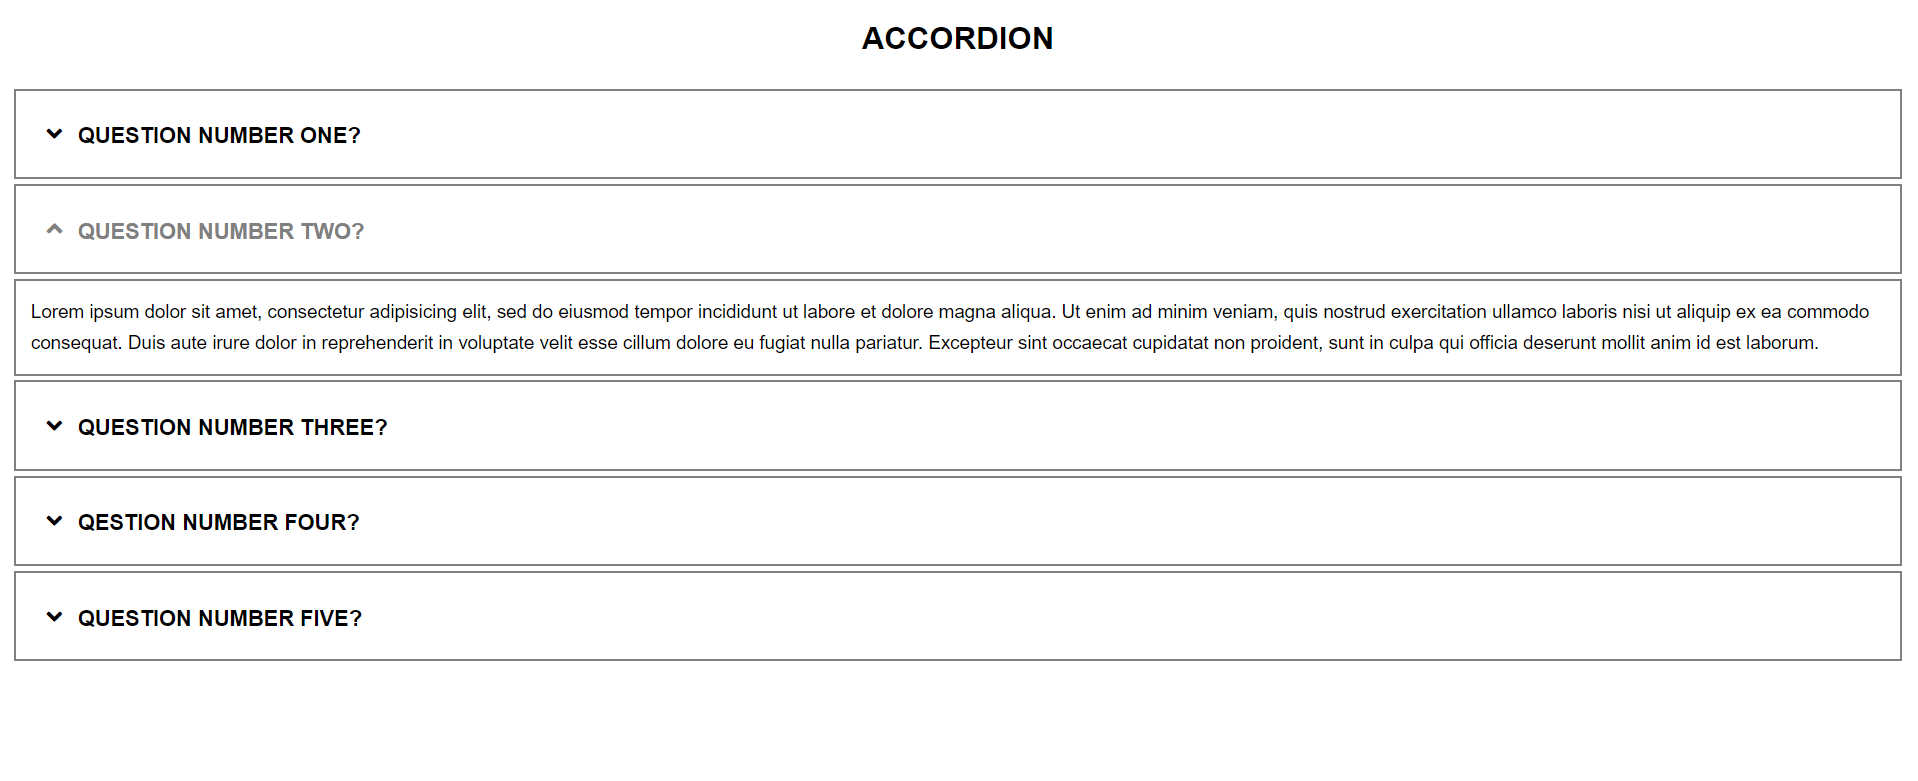 ACCORDION
QUESTION NUMBER ONE?
QUESTION NUMBER TWO?
Lorem ipsum dolor sit amet, consectetur adipisicing elit, sed do eiusmod tempor incididunt ut labore et dolore magna aliqua. Ut enim ad minim veniam, quis nostrud exercitation ullamco laboris nisi ut aliquip ex ea commodo
consequat. Duis aute irure dolor in reprehenderit in voluptate velit esse cillum dolore eu fugiat nulla pariatur. Excepteur sint occaecat cupidatat non proident, sunt in culpa qui officia deserunt mollit anim id est laborum.
QUESTION NUMBER THREE?
QESTION NUMBER FOUR?
QUESTION NUMBER FIVE?